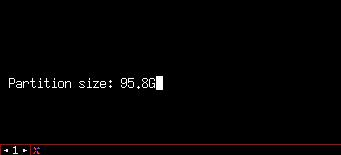 Partition size: 95.8G
◂ 1 ▸ X